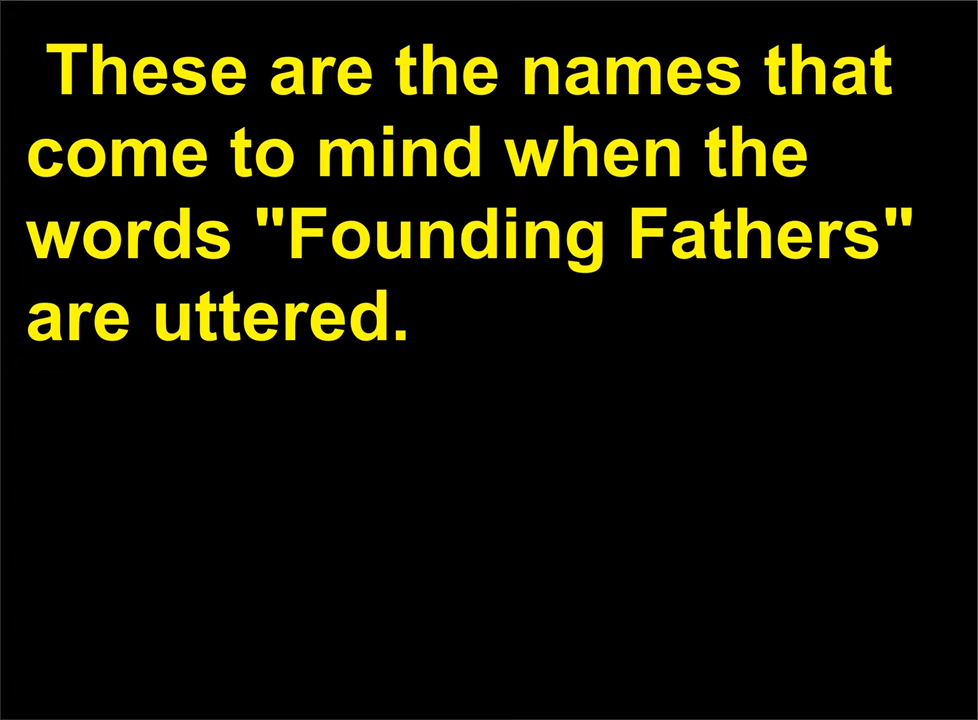 These are the names that
come to mind when the
words "Founding Fathers"
are uttered.